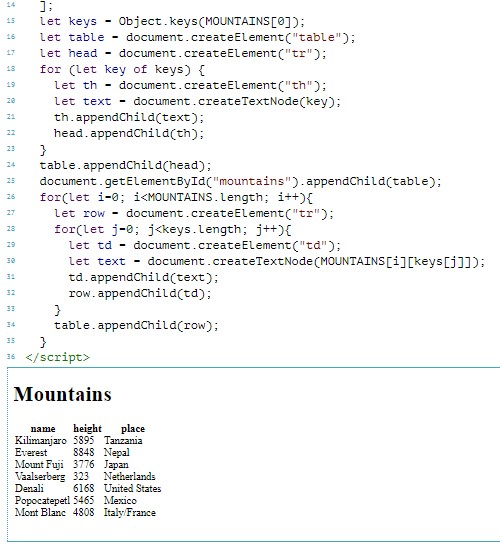 14 ];
15 let keys = Object.keys(MOUNTAINS[0]);
16 let table = document.createElement("table");
17 let head = document.createElement("tr");
18 for (let key of keys) {
19 let th = document.createElement("th");
20 let text = document.createTextNode(key);
21 th.appendChild(text);
22 head.appendChild(th);
23 }
24 table.appendChild(head);
25 document.getElementById("mountains").appendChild(table);
26 for(let i=0; i<MOUNTAINS.length; i++){
27 let row = document.createElement("tr");
28 for(let j=0; j<keys.length; j++){
29 let td = document.createElement("td");
30 let text = document.createTextNode(MOUNTAINS[i][keys[j]]);
31 td.appendChild(text);
32 row.appendChild(td);
33 }
34 table.appendChild(row);
35 }
36 </script>
Mountains
name height place
Kilimanjaro 5895 Tanzania
Everest 8848 Nepal
Mount Fuji 3776 Japan
Vaalserberg 323 Netherlands
Denali 6168 United States
Popocatepetl 5465 Mexico
Mont Blanc 4808 Italy/France